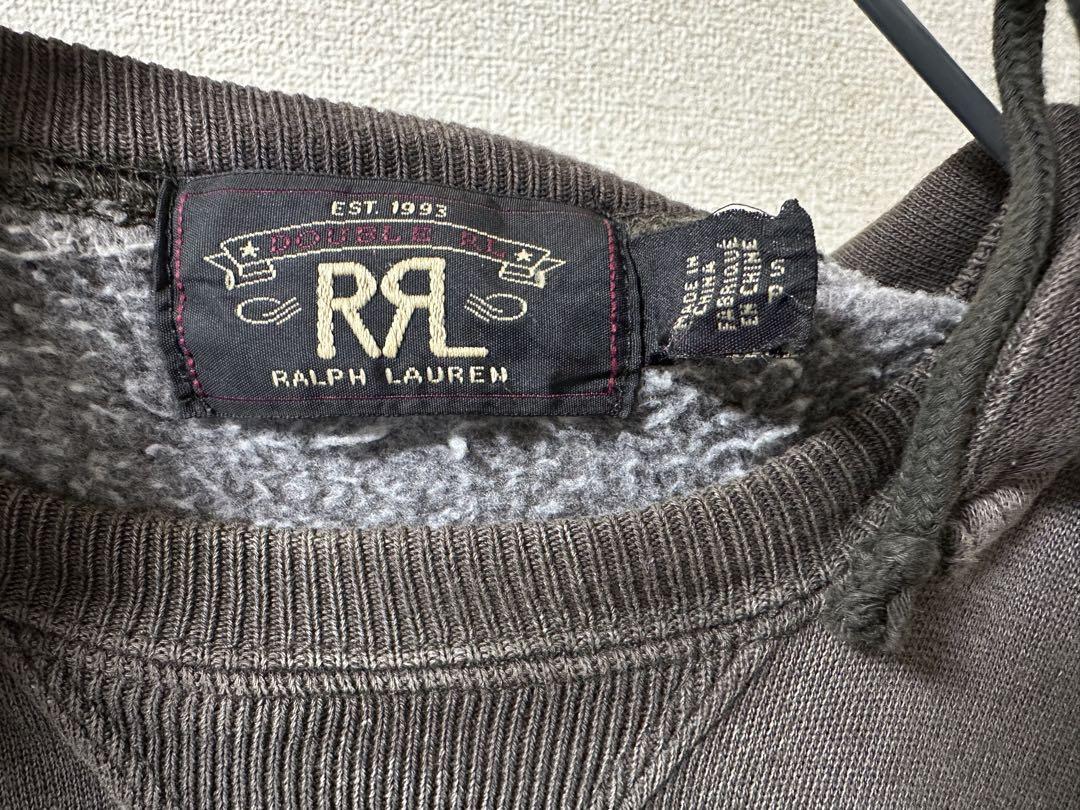 EST. 1993
DOUBLE RL
RRL
RALPH LAUREN
MADE IN
CHINA
FABRIQUÉ
EN CHINE